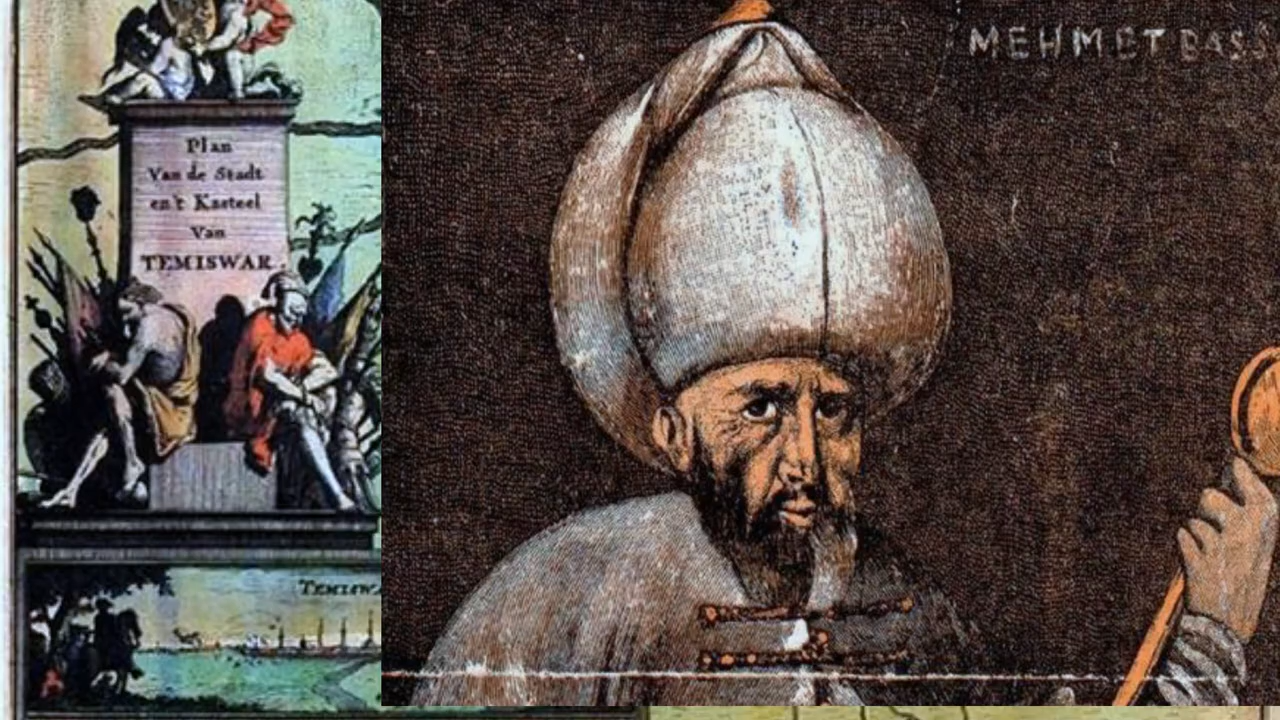 Plan
Van de Stadt
en't Kasteel
Van
TEMISWAR.
MEHMET BASS